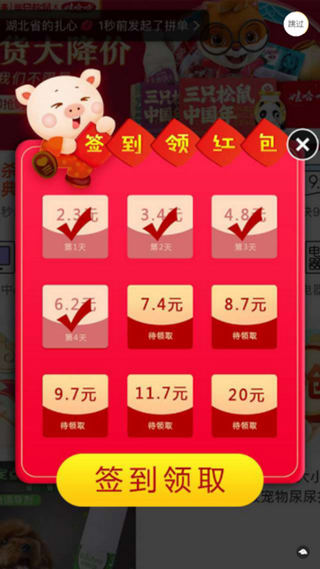 湖北省的扎心 1秒前发起了拼单
跳过
货大降价
三只松鼠
中国年
签到领红包
2.3元
第1天
3.4元
第2天
4.8元
第3天
6.2元
第4天
7.4元
待领取
8.7元
待领取
9.7元
待领取
11.7元
待领取
20元
待领取
签到领取